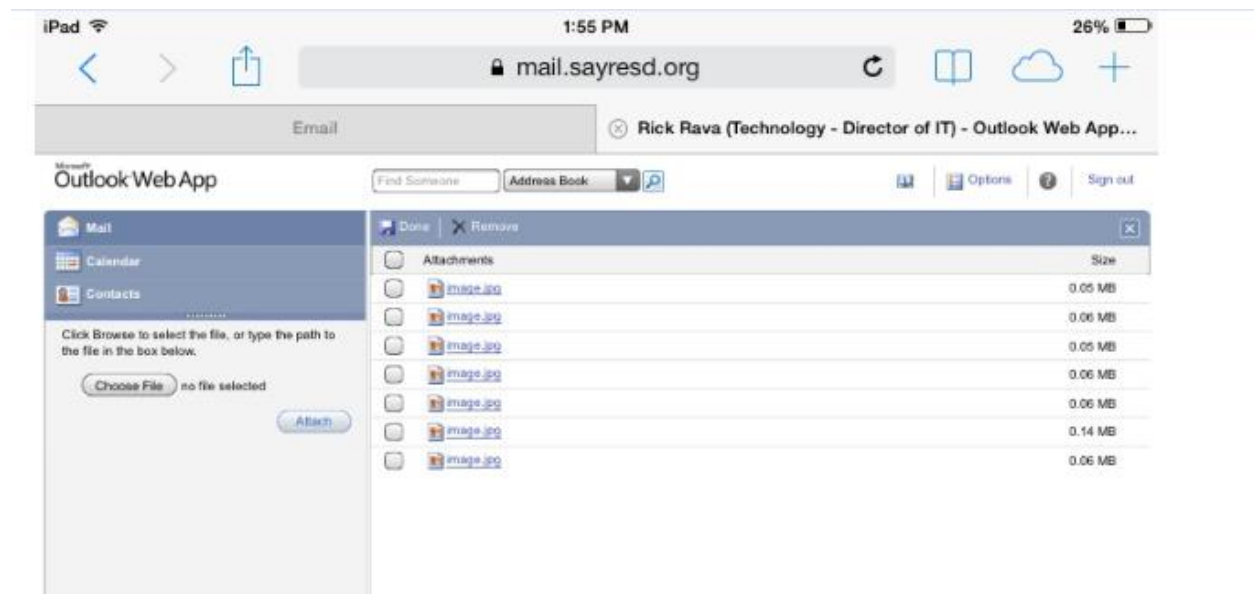 iPad 1:55 PM 26%
mail.sayresd.org
Email Rick Rava (Technology - Director of IT) - Outlook Web App...
Microsoft
Outlook Web App Find Someone Address Book Options Sign out
Mail Done Remove
Calendar Attachments Size
Contacts image.jpg 0.05 MB
image.jpg 0.06 MB
Click Browse to select the file, or type the path to
the file in the box below. image.jpg 0.05 MB
Choose File no file selected image.jpg 0.06 MB
image.jpg 0.06 MB
Attach image.jpg 0.14 MB
image.jpg 0.06 MB